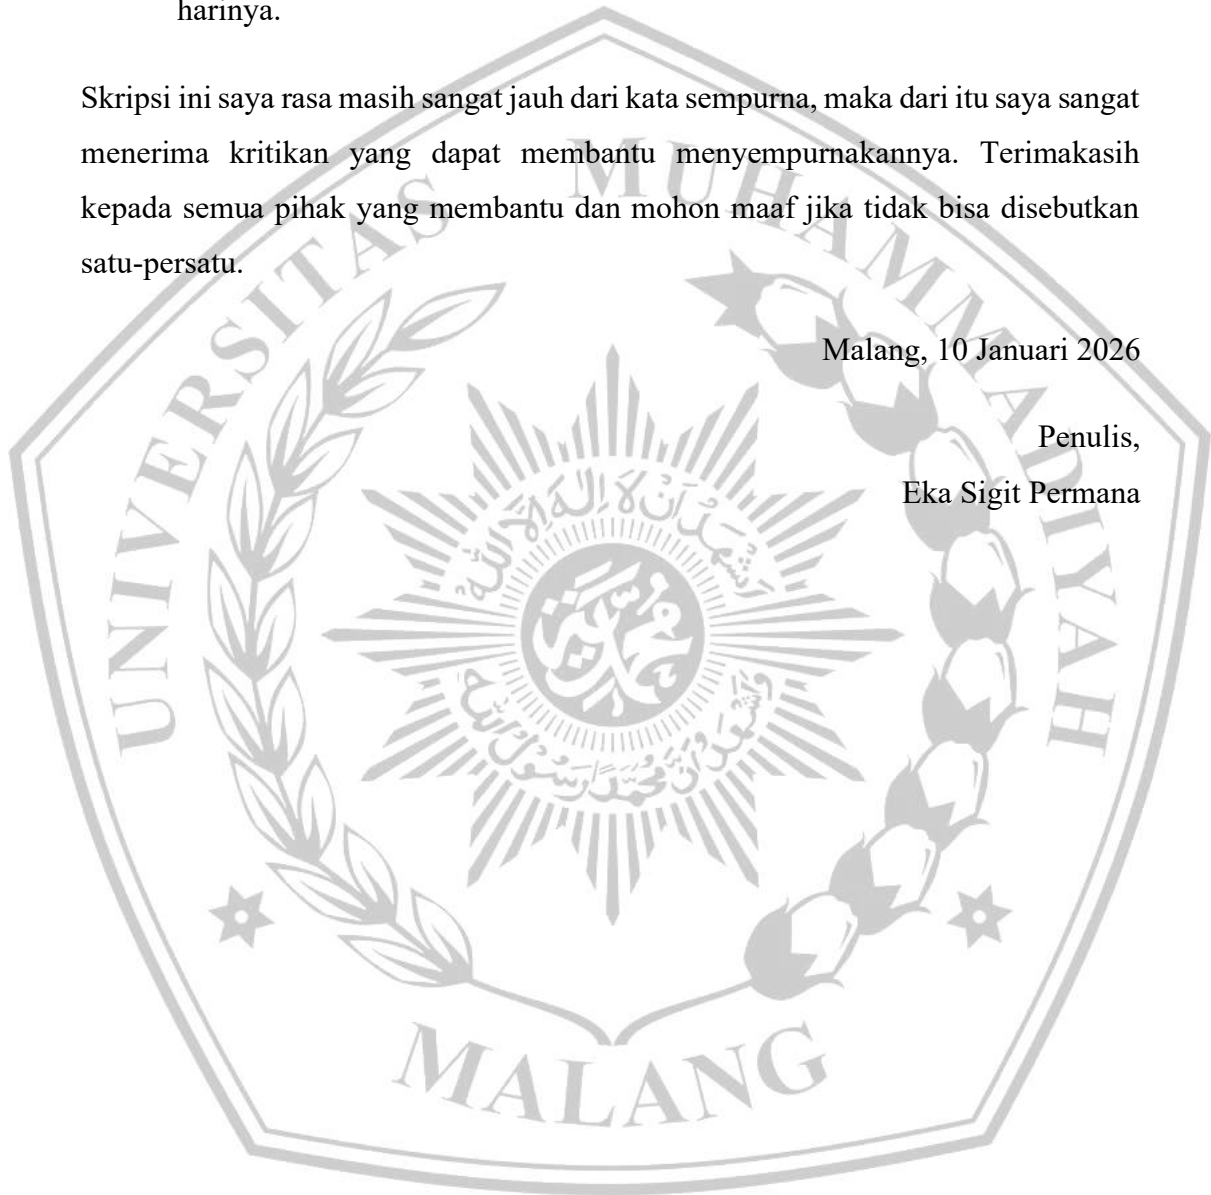 harinya.
Skripsi ini saya rasa masih sangat jauh dari kata sempurna, maka dari itu saya sangat
menerima kritikan yang dapat membantu menyempurnakannya. Terimakasih
kepada semua pihak yang membantu dan mohon maaf jika tidak bisa disebutkan
satu-persatu.
Malang, 10 Januari 2026
Penulis,
Eka Sigit Permana
UNIVERSITAS MUHAMMADIYAH
MALANG